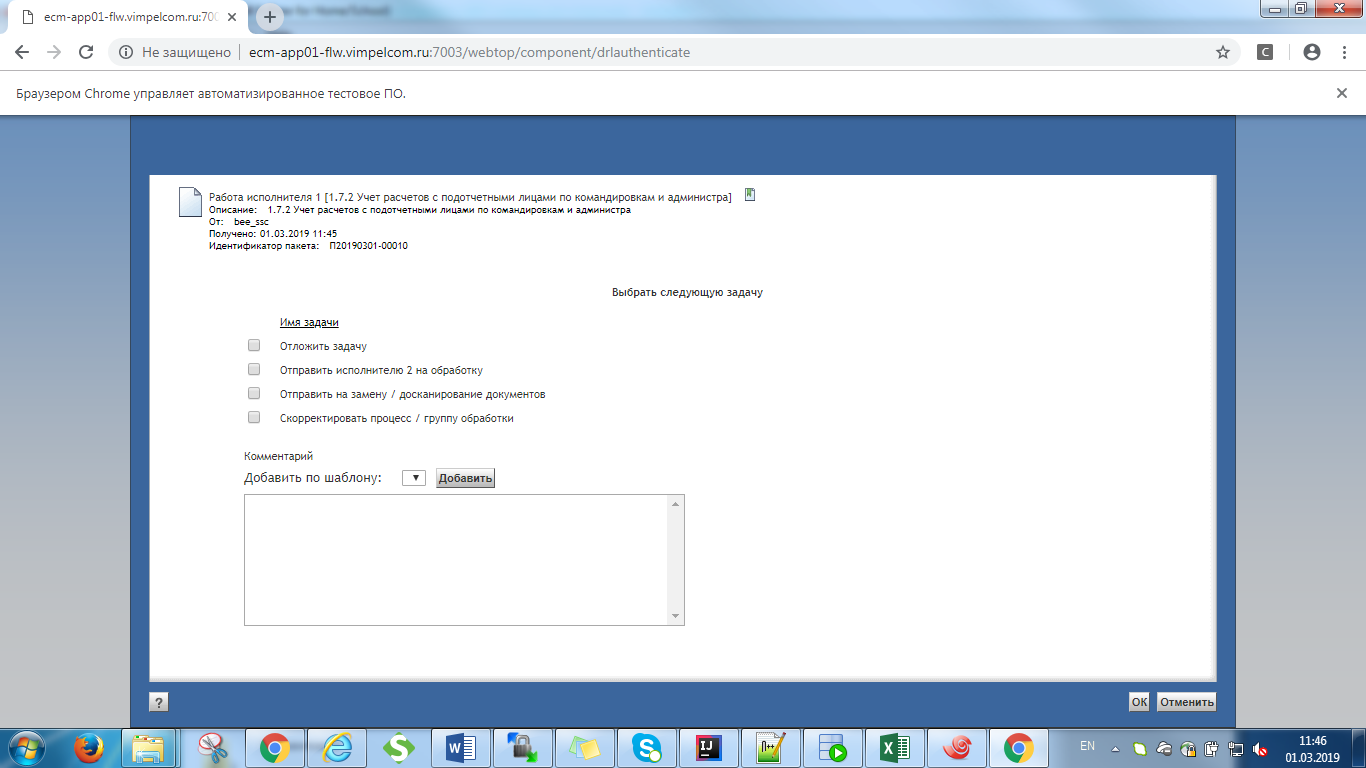 ecm-app01-flw.vimpelcom.ru:700
Не защищено ecm-app01-flw.vimpelcom.ru:7003/webtop/component/drlauthenticate
Браузером Chrome управляет автоматизированное тестовое ПО.
Работа исполнителя 1 [1.7.2 Учет расчетов с подотчетными лицами по командировкам и администра]
Описание: 1.7.2 Учет расчетов с подотчетными лицами по командировкам и администра
От: bee_ssc
Получено: 01.03.2019 11:45
Идентификатор пакета: П20190301-00010
Выбрать следующую задачу
Имя задачи
Отложить задачу
Отправить исполнителю 2 на обработку
Отправить на замену / досканирование документов
Скорректировать процесс / группу обработки
Комментарий
Добавить по шаблону: Добавить
? ОК Отменить
EN 11:46
01.03.2019